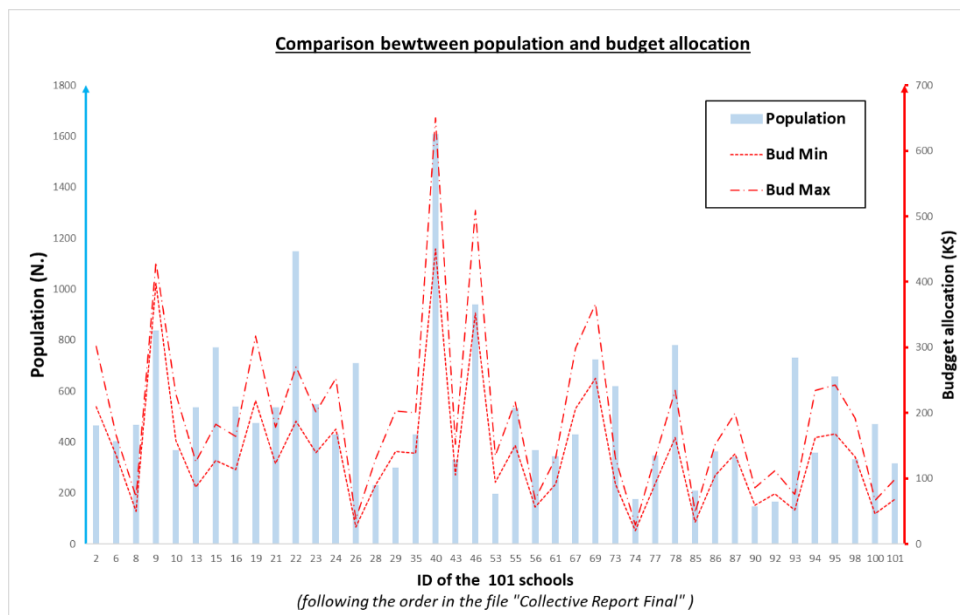 Comparison bewtween population and budget allocation
1800
1600
1400
1200
1000
800
600
400
200
0
Population (N.)
Population
Bud Min
Bud Max
700
600
500
400
300
200
100
0
Budgget allocation (K$)
2 6 8 9 10 13 15 16 19 21 22 23 24 26 28 29 35 40 43 46 53 55 56 61 67 69 73 74 77 78 85 86 87 90 92 93 94 95 98 100 101
ID of the 101 schools
(following the order in the file "Collective Report Final" )